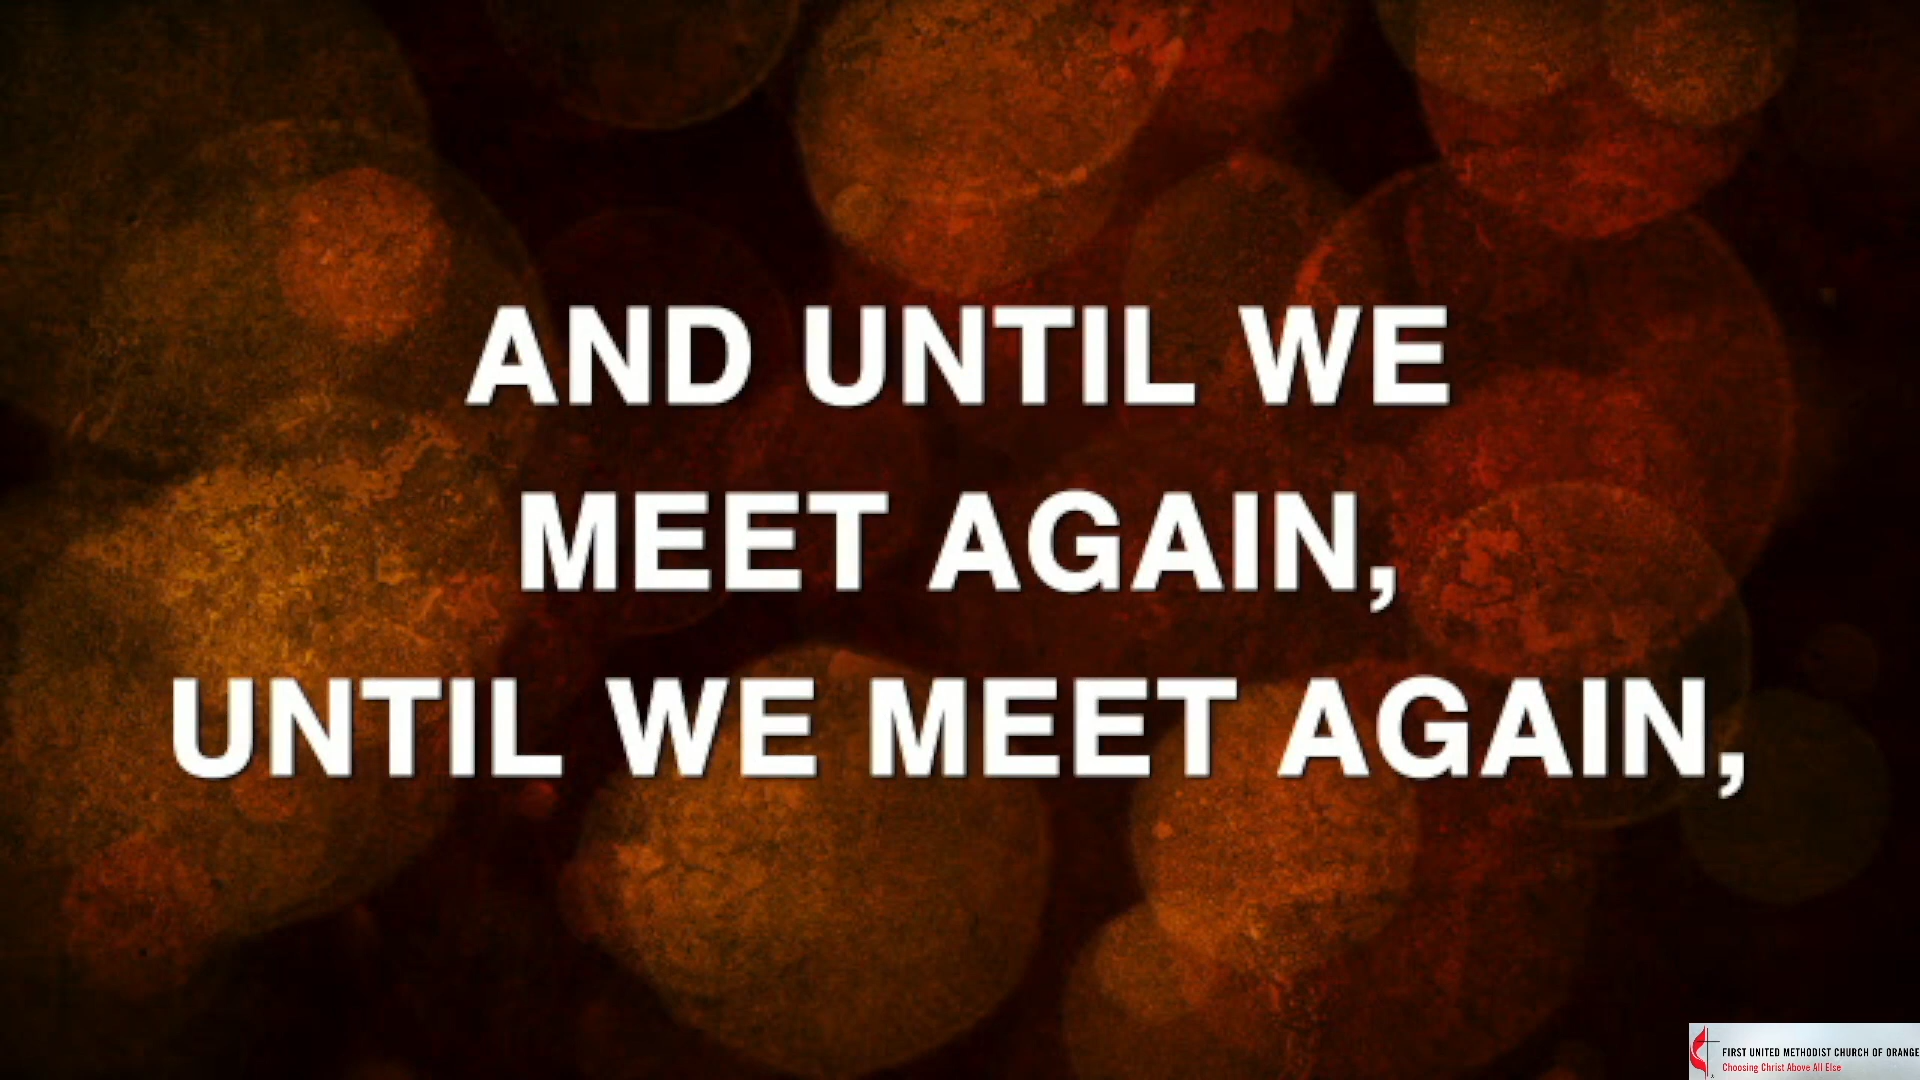 AND UNTIL WE
MEET AGAIN,
UNTIL WE MEET AGAIN,
FIRST UNITED METHODIST CHURCH OF ORANGE
Choosing Christ Above All Else